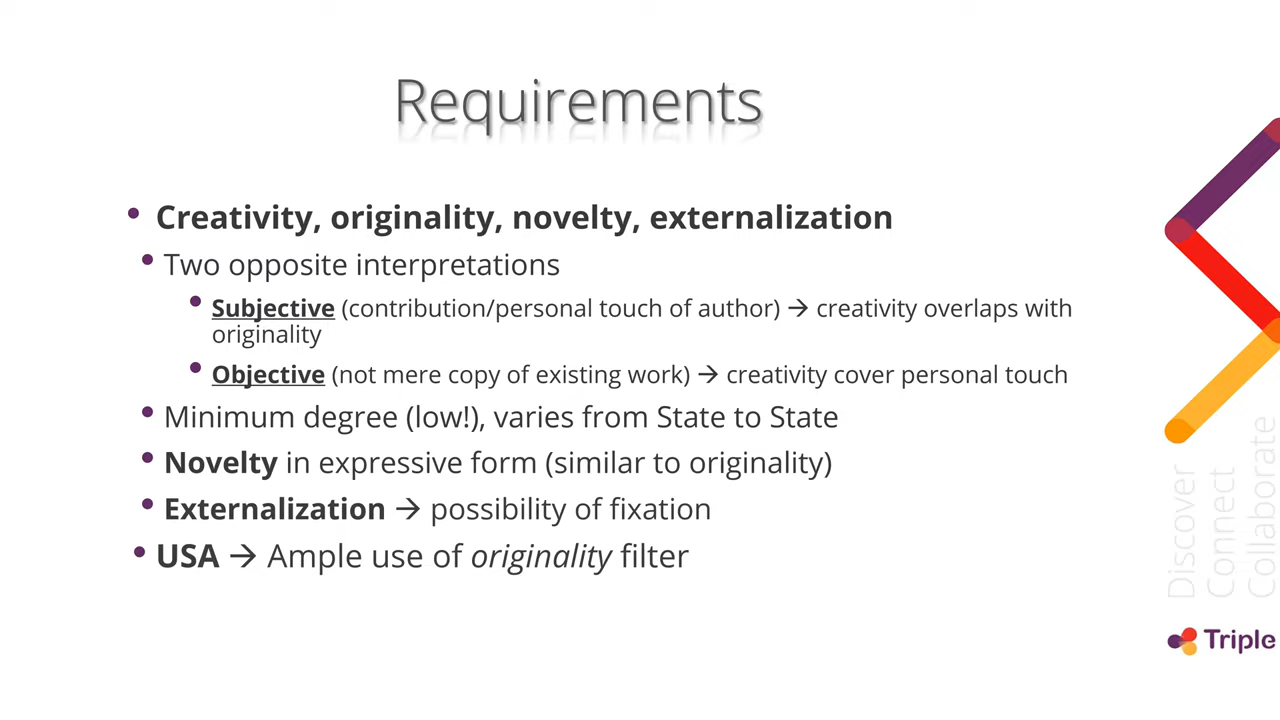 Requirements
• Creativity, originality, novelty, externalization
• Two opposite interpretations
• Subjective (contribution/personal touch of author) → creativity overlaps with
originality
• Objective (not mere copy of existing work) → creativity cover personal touch
• Minimum degree (low!), varies from State to State
• Novelty in expressive form (similar to originality)
• Externalization → possibility of fixation
• USA → Ample use of originality filter
Discover
Connect
Collaborate
Triple